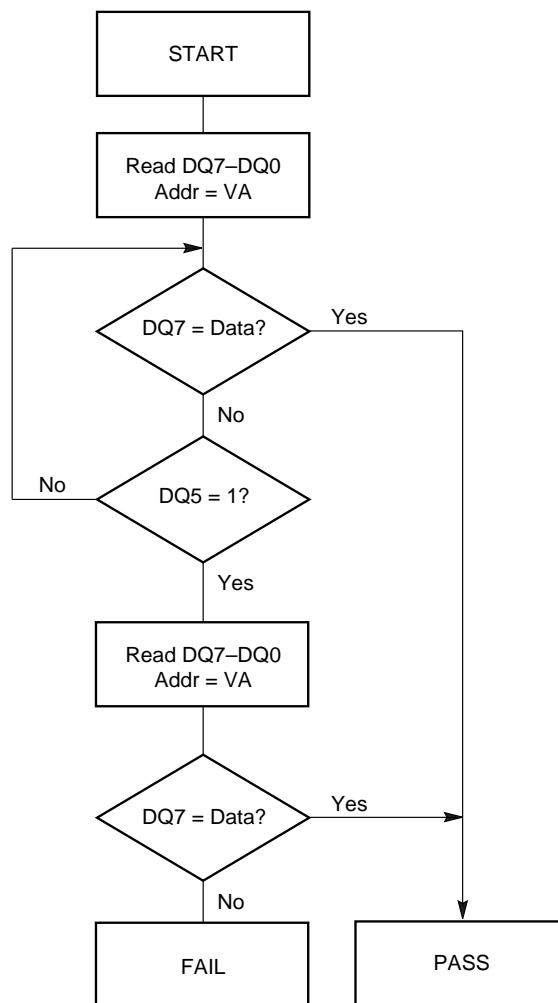 START
Read DQ7–DQ0
Addr = VA
DQ7 = Data?
Yes
No
No
DQ5 = 1?
Yes
Read DQ7–DQ0
Addr = VA
DQ7 = Data?
Yes
No
FAIL
PASS